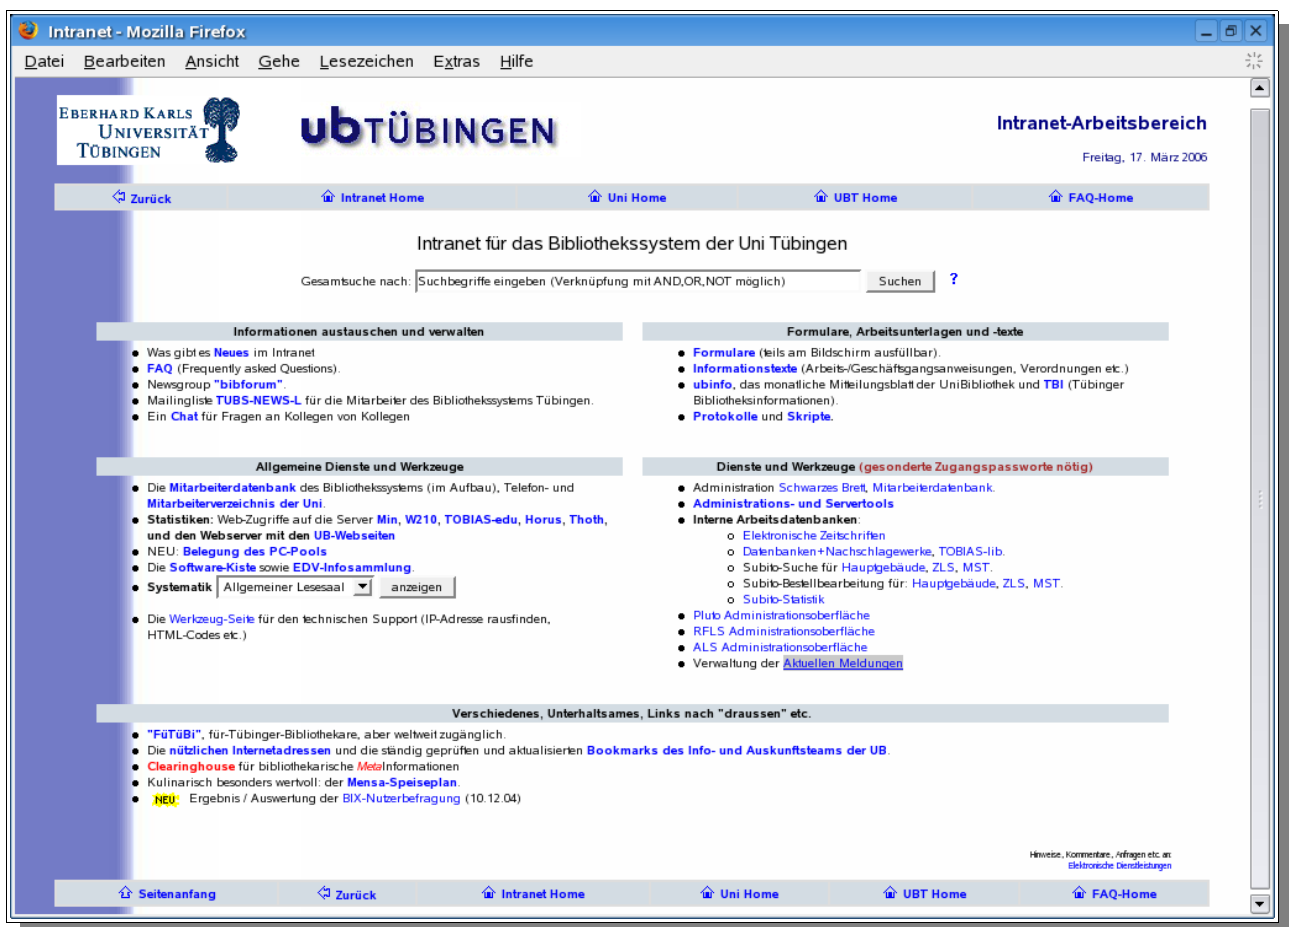 Intranet - Mozilla Firefox
Datei Bearbeiten Ansicht Gehe Lesezeichen Extras Hilfe
EBERHARD KARLS
UNIVERSITÄT
TÜBINGEN
ubTÜBINGEN
Intranet-Arbeitsbereich
Freitag, 17. März 2006
Zurück Intranet Home Uni Home UBT Home FAQ-Home
Intranet für das Bibliothekssystem der Uni Tübingen
Gesamtsuche nach: Suchbegriffe eingeben (Verknüpfung mit AND,OR,NOT möglich) Suchen ?
Informationen austauschen und verwalten
Was gibt es Neues im Intranet
FAQ (Frequently asked Questions).
Newsgroup "bibforum".
Mailingliste TUBS-NEWS-L für die Mitarbeiter des Bibliothekssystems Tübingen.
Ein Chat für Fragen an Kollegen von Kollegen
Formulare, Arbeitsunterlagen und -texte
Formulare (teils am Bildschirm ausfüllbar).
Informationstexte (Arbeits-/Geschäftsgangsanweisungen, Verordnungen etc.)
ubinfo, das monatliche Mitteilungsblatt der UniBibliothek und TBI (Tübinger
Bibliotheksinformationen).
Protokolle und Skripte.
Allgemeine Dienste und Werkzeuge
Die Mitarbeiterdatenbank des Bibliothekssystems (im Aufbau), Telefon- und
Mitarbeiterverzeichnis der Uni.
Statistiken: Web-Zugriffe auf die Server Min, W210, TOBIAS-edu, Horus, Thoth,
und den Webserver mit den UB-Webseiten
NEU: Belegung des PC-Pools
Die Software-Kiste sowie EDV-Infosammlung.
Systematik Allgemeiner Lesesaal anzeigen
Die Werkzeug-Seite für den technischen Support (IP-Adresse rausfinden,
HTML-Codes etc.)
Dienste und Werkzeuge (gesonderte Zugangspassworte nötig)
Administration Schwarzes Brett, Mitarbeiterdatenbank.
Administrations- und Servertools
Interne Arbeitsdatenbanken:
Elektronische Zeitschriften
Datenbanken+Nachschlagewerke, TOBIAS-lib.
Subito-Suche für Hauptgebäude, ZLS, MST.
Subito-Bestellbearbeitung für: Hauptgebäude, ZLS, MST.
Subito-Statistik
Pluto Administrationsoberfläche
RFLS Administrationsoberfläche
ALS Administrationsoberfläche
Verwaltung der Aktuellen Meldungen
Verschiedenes, Unterhaltsames, Links nach "draussen" etc.
"FüTüBi", für-Tübinger-Bibliothekare, aber weltweit zugänglich.
Die nützlichen Internetadressen und die ständig geprüften und aktualisierten Bookmarks des Info- und Auskunftsteams der UB.
Clearinghouse für bibliothekarische MetaInformationen
Kulinarisch besonders wertvoll: der Mensa-Speiseplan.
NEU Ergebnis / Auswertung der BIX-Nutzerbefragung (10.12.04)
Hinweise, Kommentare, Anfragen etc. an:
Elektronische Dienstleistungen
Seitenanfang Zurück Intranet Home Uni Home UBT Home FAQ-Home